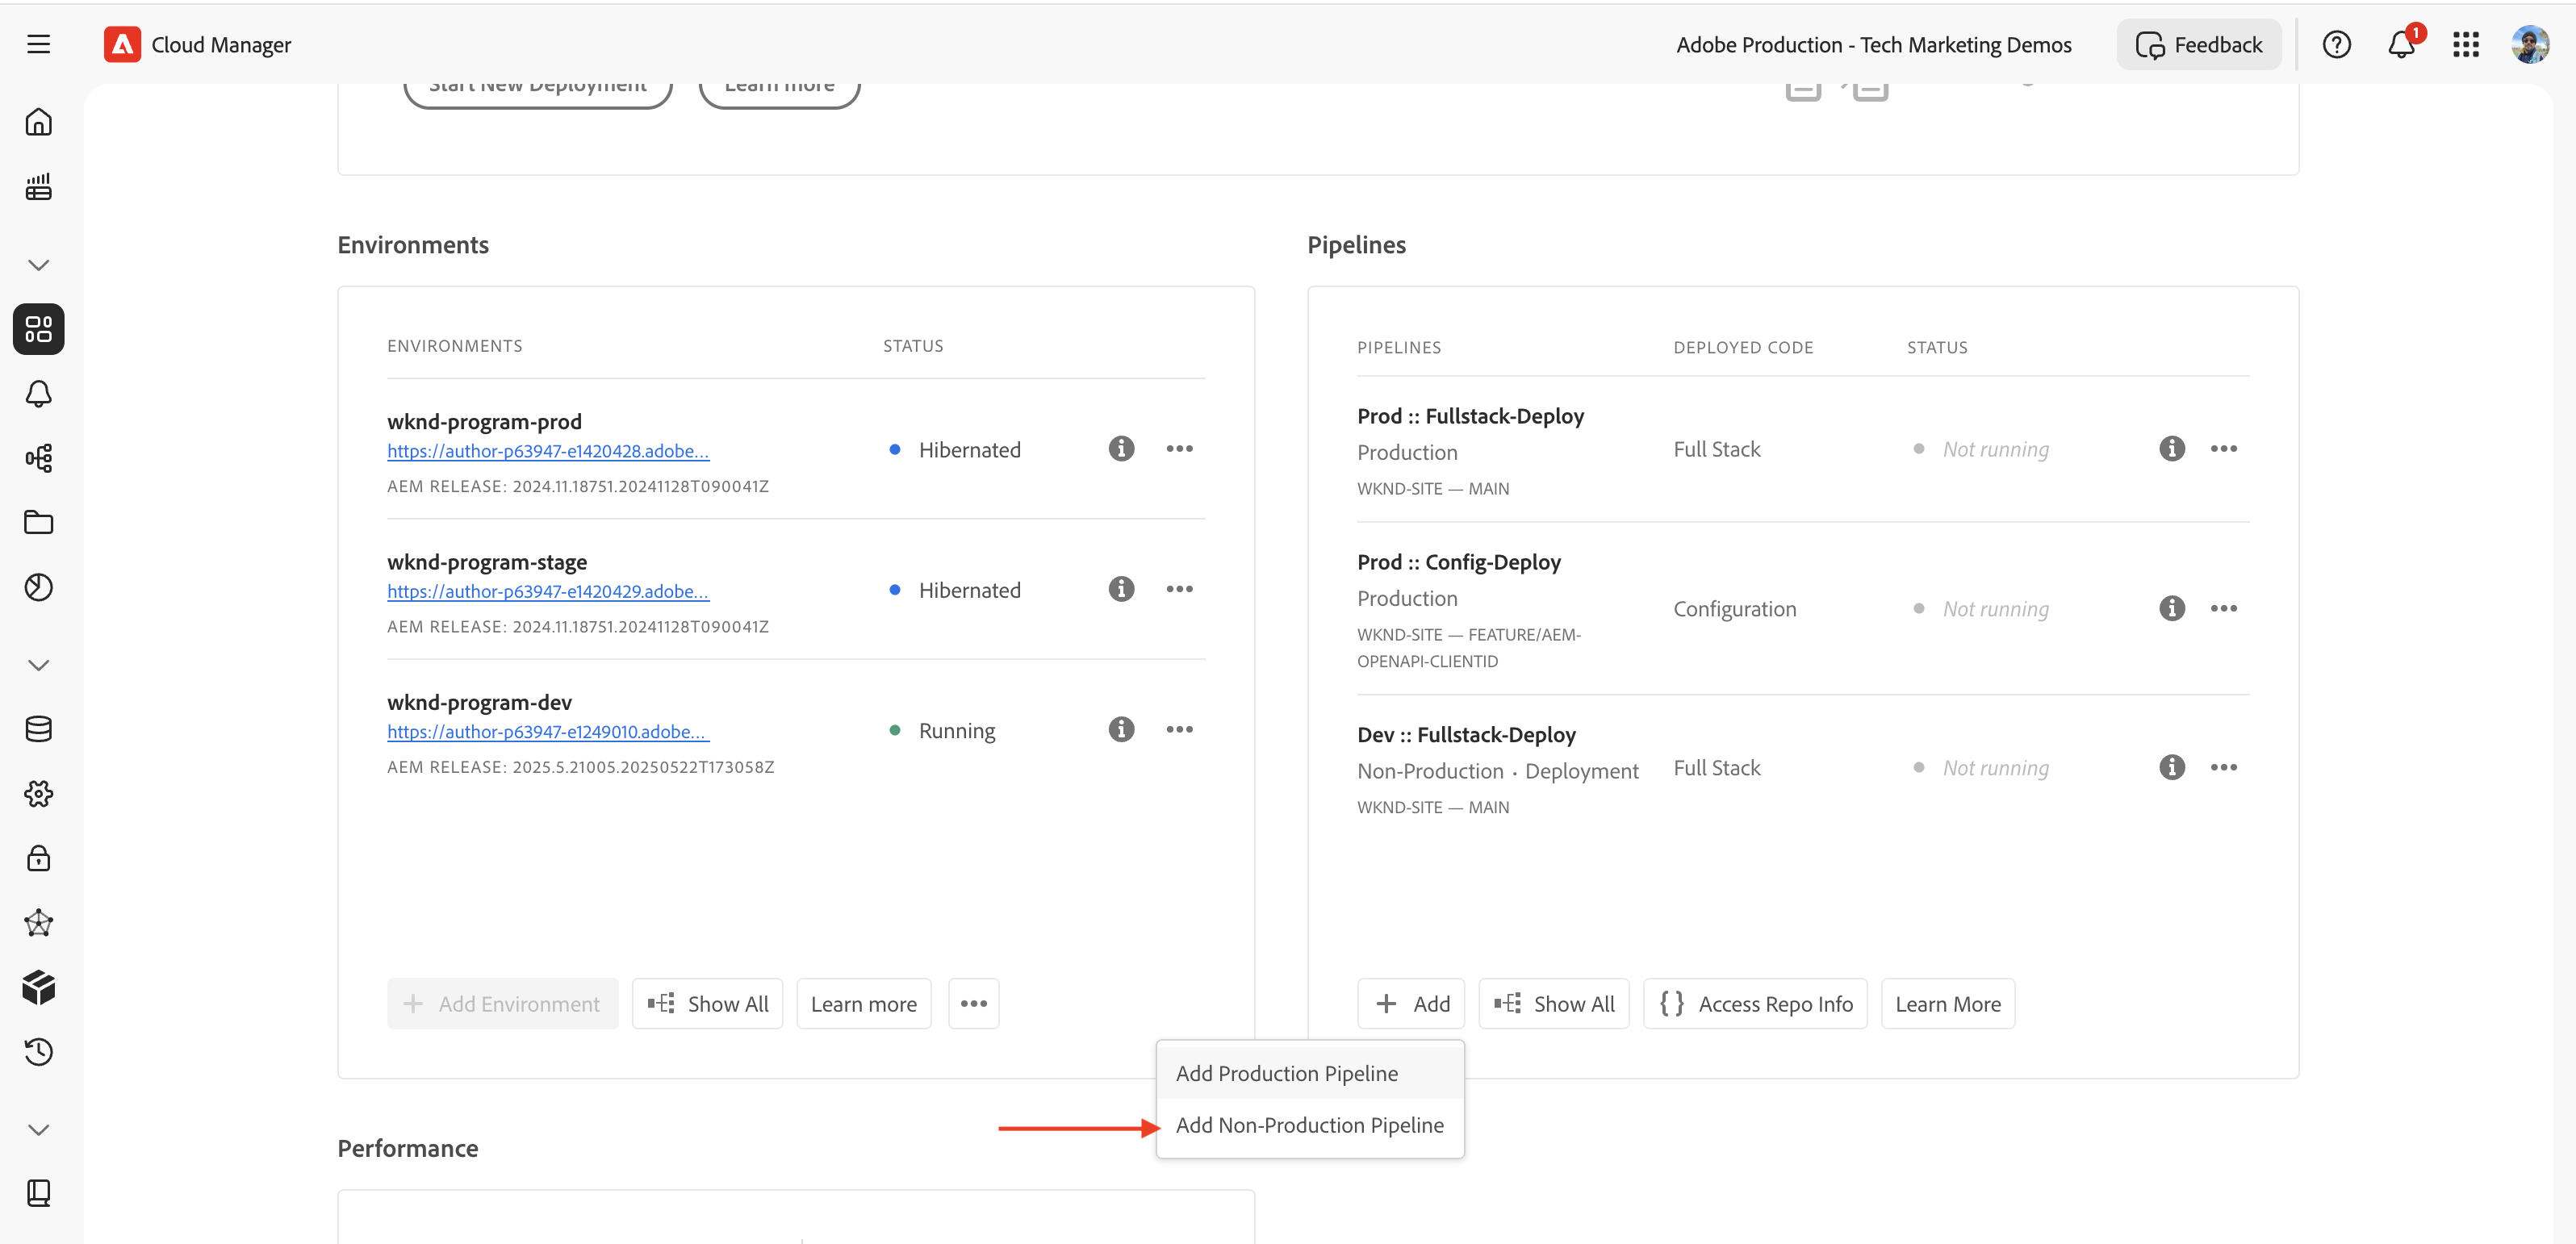 Cloud Manager
Adobe Production - Tech Marketing Demos
Feedback
1
Start New Deployment
Learn more
Environments
ENVIRONMENTS
STATUS
wknd-program-prod
https://author-p63947-e1420428.adobe...
AEM RELEASE: 2024.11.18751.20241128T090041Z
Hibernated
wknd-program-stage
https://author-p63947-e1420429.adobe...
AEM RELEASE: 2024.11.18751.20241128T090041Z
Hibernated
wknd-program-dev
https://author-p63947-e1249010.adobe...
AEM RELEASE: 2025.5.21005.20250522T173058Z
Running
Add Environment
Show All
Learn more
Pipelines
PIPELINES
DEPLOYED CODE
STATUS
Prod :: Fullstack-Deploy
Production
WKND-SITE — MAIN
Full Stack
Not running
Prod :: Config-Deploy
Production
WKND-SITE — FEATURE/AEM-
OPENAPI-CLIENTID
Configuration
Not running
Dev :: Fullstack-Deploy
Non-Production · Deployment
WKND-SITE — MAIN
Full Stack
Not running
Add
Show All
Access Repo Info
Learn More
Add Production Pipeline
Add Non-Production Pipeline
Performance